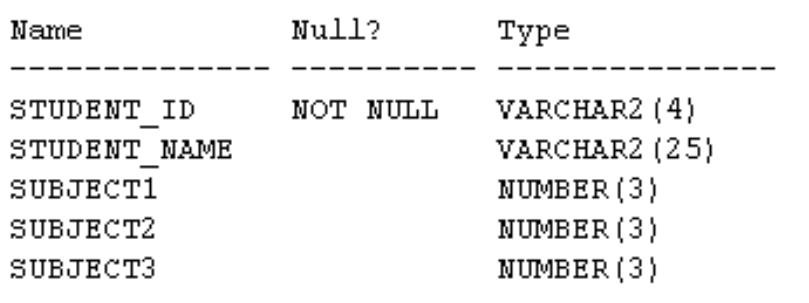 Name Null? Type
-------------- ---------- ---------------
STUDENT_ID NOT NULL VARCHAR2(4)
STUDENT_NAME VARCHAR2(25)
SUBJECT1 NUMBER(3)
SUBJECT2 NUMBER(3)
SUBJECT3 NUMBER(3)